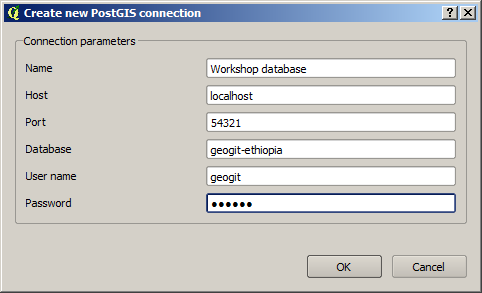 Create new PostGIS connection
Connection parameters
Name Workshop database
Host localhost
Port 54321
Database geogit-ethiopia
User name geogit
Password ●●●●●●
OK Cancel